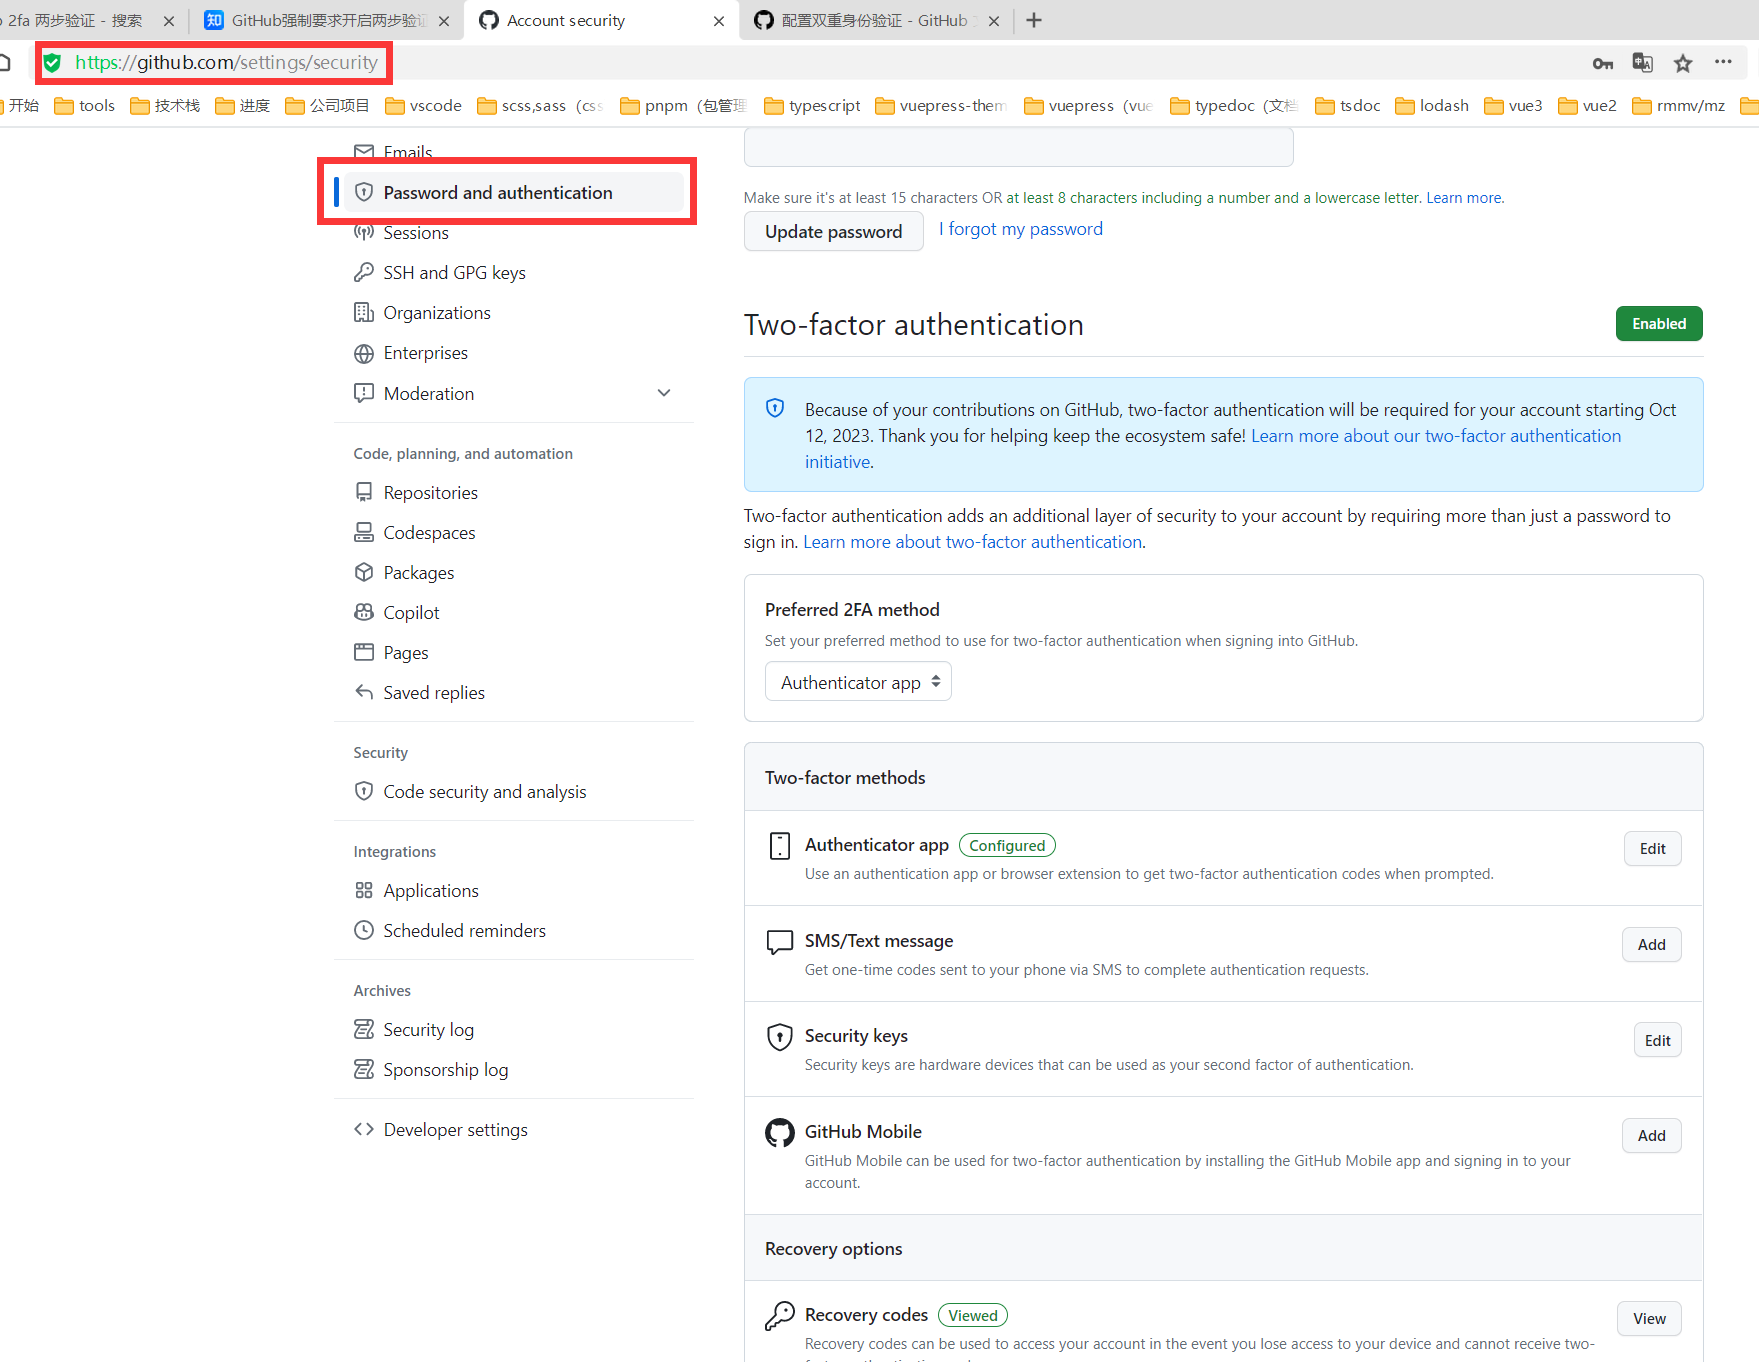 2fa 两步验证 - 搜索
知 GitHub强制要求开启两步验证
Account security
配置双重身份验证 - GitHub
https://github.com/settings/security
开始 tools 技术栈 进度 公司项目 vscode scss,sass（css pnpm（包管理 typescript vuepress-them vuepress（vue typedoc（文档 tsdoc lodash vue3 vue2 rmmv/mz
Emails
Password and authentication
Sessions
SSH and GPG keys
Organizations
Enterprises
Moderation
Code, planning, and automation
Repositories
Codespaces
Packages
Copilot
Pages
Saved replies
Security
Code security and analysis
Integrations
Applications
Scheduled reminders
Archives
Security log
Sponsorship log
Developer settings
Make sure it's at least 15 characters OR at least 8 characters including a number and a lowercase letter. Learn more.
Update password
I forgot my password
Two-factor authentication
Enabled
Because of your contributions on GitHub, two-factor authentication will be required for your account starting Oct
12, 2023. Thank you for helping keep the ecosystem safe! Learn more about our two-factor authentication
initiative.
Two-factor authentication adds an additional layer of security to your account by requiring more than just a password to
sign in. Learn more about two-factor authentication.
Preferred 2FA method
Set your preferred method to use for two-factor authentication when signing into GitHub.
Authenticator app
Two-factor methods
Authenticator app Configured
Edit
Use an authentication app or browser extension to get two-factor authentication codes when prompted.
SMS/Text message
Add
Get one-time codes sent to your phone via SMS to complete authentication requests.
Security keys
Edit
Security keys are hardware devices that can be used as your second factor of authentication.
GitHub Mobile
Add
GitHub Mobile can be used for two-factor authentication by installing the GitHub Mobile app and signing in to your
account.
Recovery options
Recovery codes Viewed
View
Recovery codes can be used to access your account in the event you lose access to your device and cannot receive two-